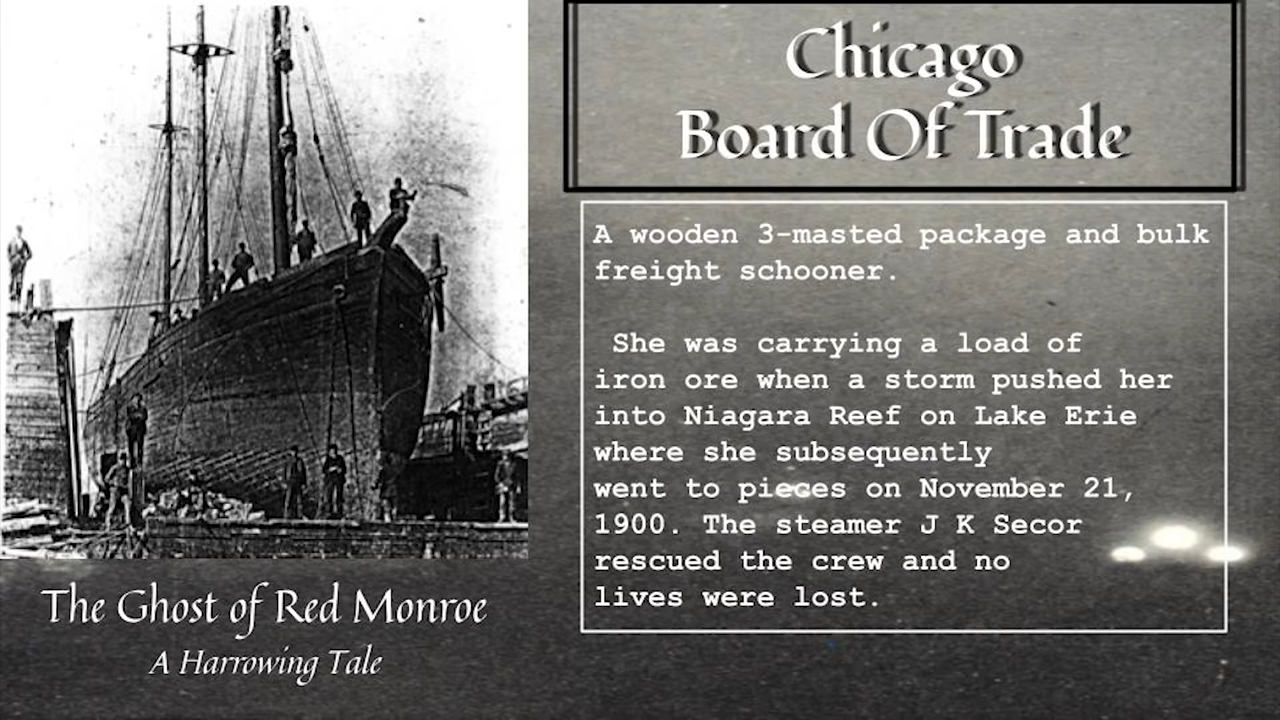 Chicago
Board Of Trade
A wooden 3-masted package and bulk
freight schooner.
She was carrying a load of
iron ore when a storm pushed her
into Niagara Reef on Lake Erie
where she subsequently
went to pieces on November 21,
1900. The steamer J K Secor
rescued the crew and no
lives were lost.
The Ghost of Red Monroe
A Harrowing Tale